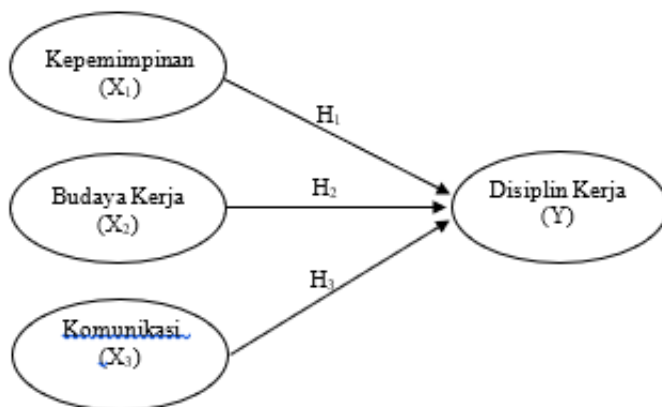 Kepemimpinan
(X₁)
H₁
Budaya Kerja
(X₂)
H₂
Disiplin Kerja
(Y)
H₃
Komunikasi
(X₃)